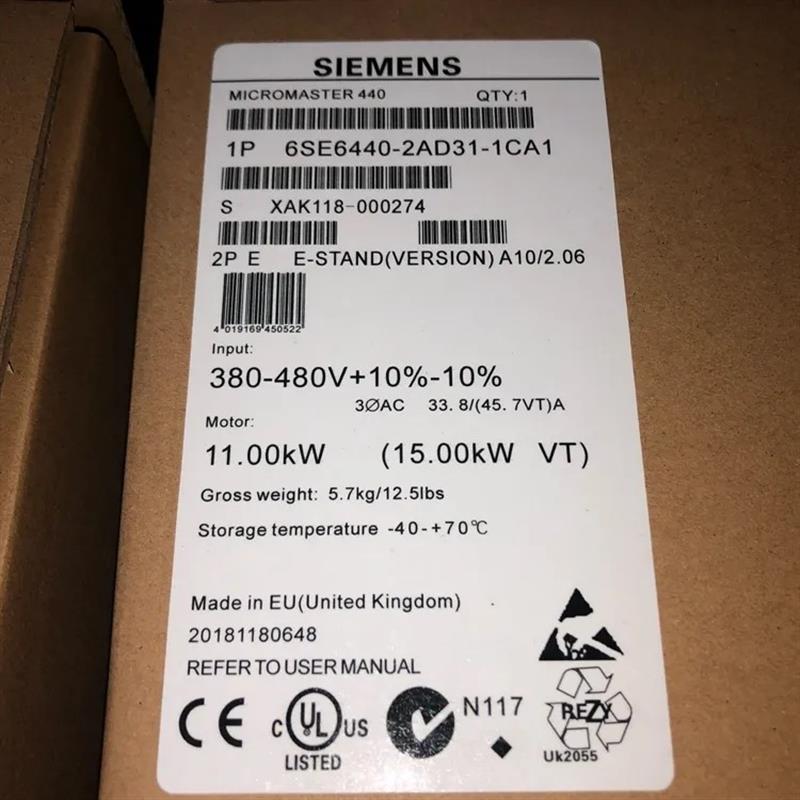 SIEMENS
MICROMASTER 440 QTY:1
1P 6SE6440-2AD31-1CA1
S XAK118-000274
2P E E-STAND(VERSION) A10/2.06
4 019169 450522
Input:
380-480V+10%-10%
3∅AC 33.8/(45.7VT)A
Motor:
11.00kW (15.00kW VT)
Gross weight: 5.7kg/12.5lbs
Storage temperature -40-+70℃
Made in EU(United Kingdom)
20181180648
REFER TO USER MANUAL
CE c UL US N117 REZY
LISTED Uk2055